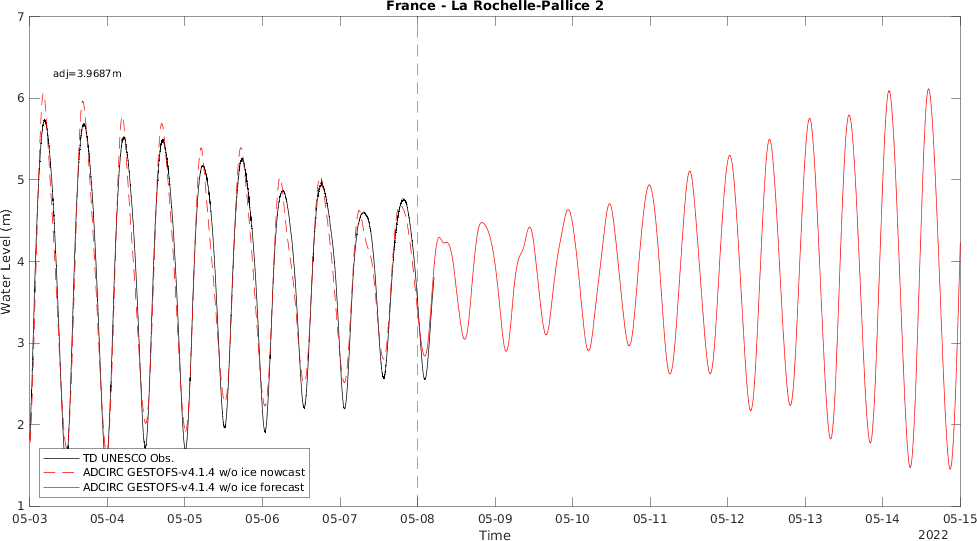 France - La Rochelle-Pallice 2
adj=3.9687m
Water Level (m)
7
6
5
4
3
2
1
TD UNESCO Obs.
ADCIRC GESTOFS-v4.1.4 w/o ice nowcast
ADCIRC GESTOFS-v4.1.4 w/o ice forecast
05-03 05-04 05-05 05-06 05-07 05-08 05-09 05-10 05-11 05-12 05-13 05-14 05-15
Time
2022